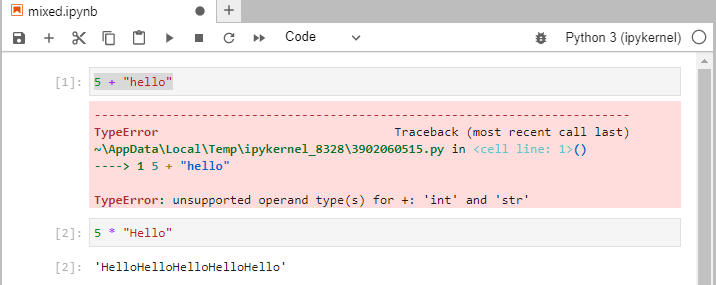 mixed.ipynb
Code
Python 3 (ipykernel)
[1]: 5 + "hello"
---------------------------------------------------------------------------
TypeError                                 Traceback (most recent call last)
~\AppData\Local\Temp\ipykernel_8328\3902060515.py in <cell line: 1>()
----> 1 5 + "hello"
TypeError: unsupported operand type(s) for +: 'int' and 'str'
[2]: 5 * "Hello"
[2]: 'HelloHelloHelloHelloHello'